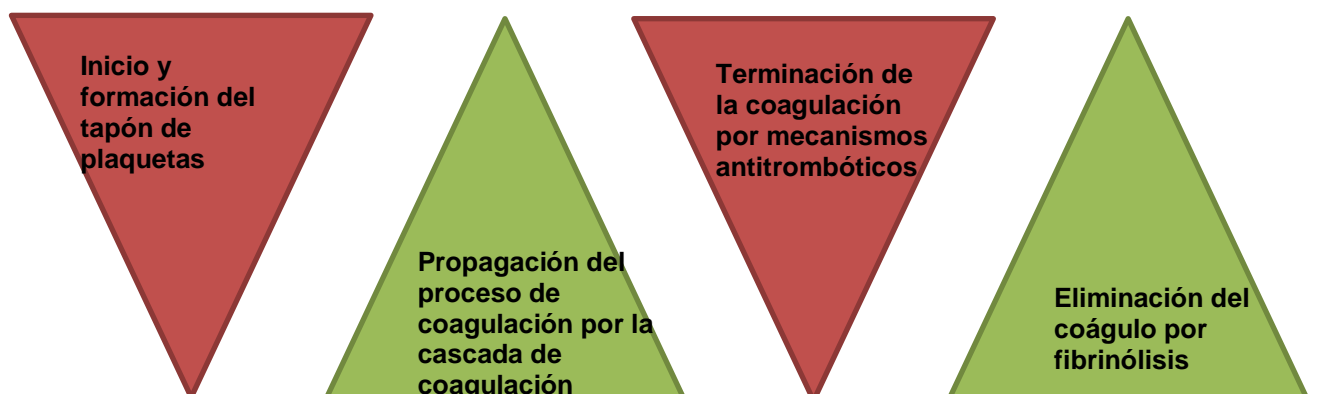 Inicio y
formación del
tapón de
plaquetas
Propagación del
proceso de
coagulación por la
cascada de
coagulación
Terminación de
la coagulación
por mecanismos
antitrombóticos
Eliminación del
coágulo por
fibrinólisis